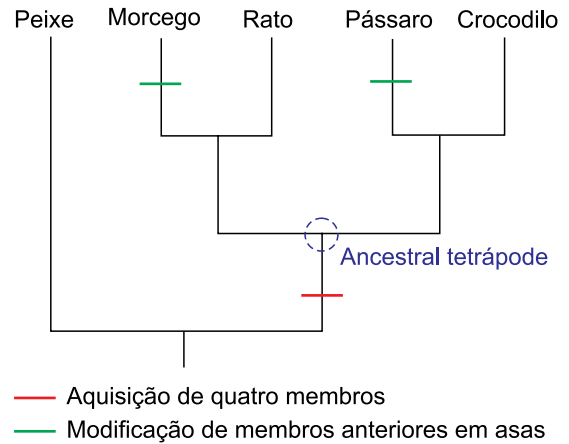 Peixe Morcego Rato Pássaro Crocodilo
Ancestral tetrápode
Aquisição de quatro membros
Modificação de membros anteriores em asas